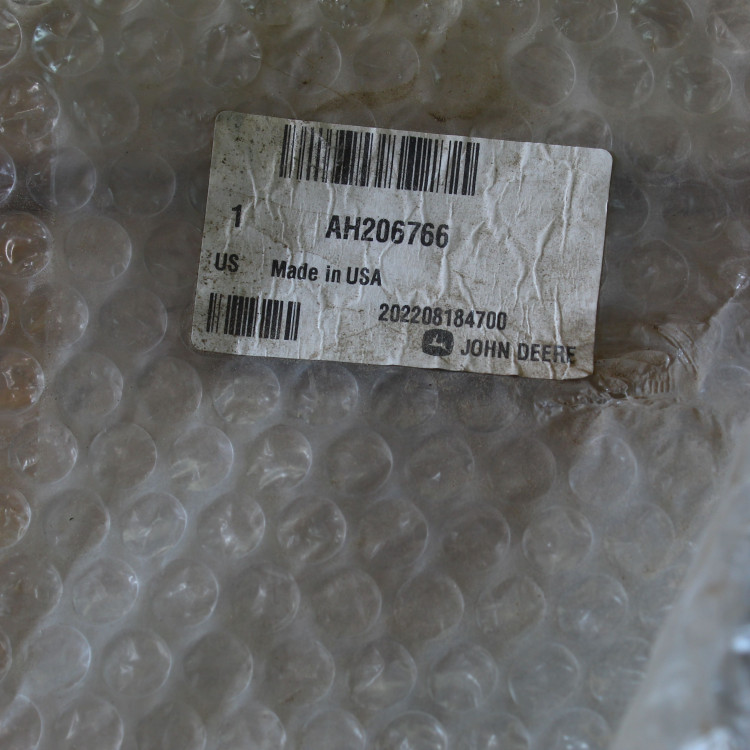 1 AH206766
US Made in USA
202208184700
JOHN DEERE